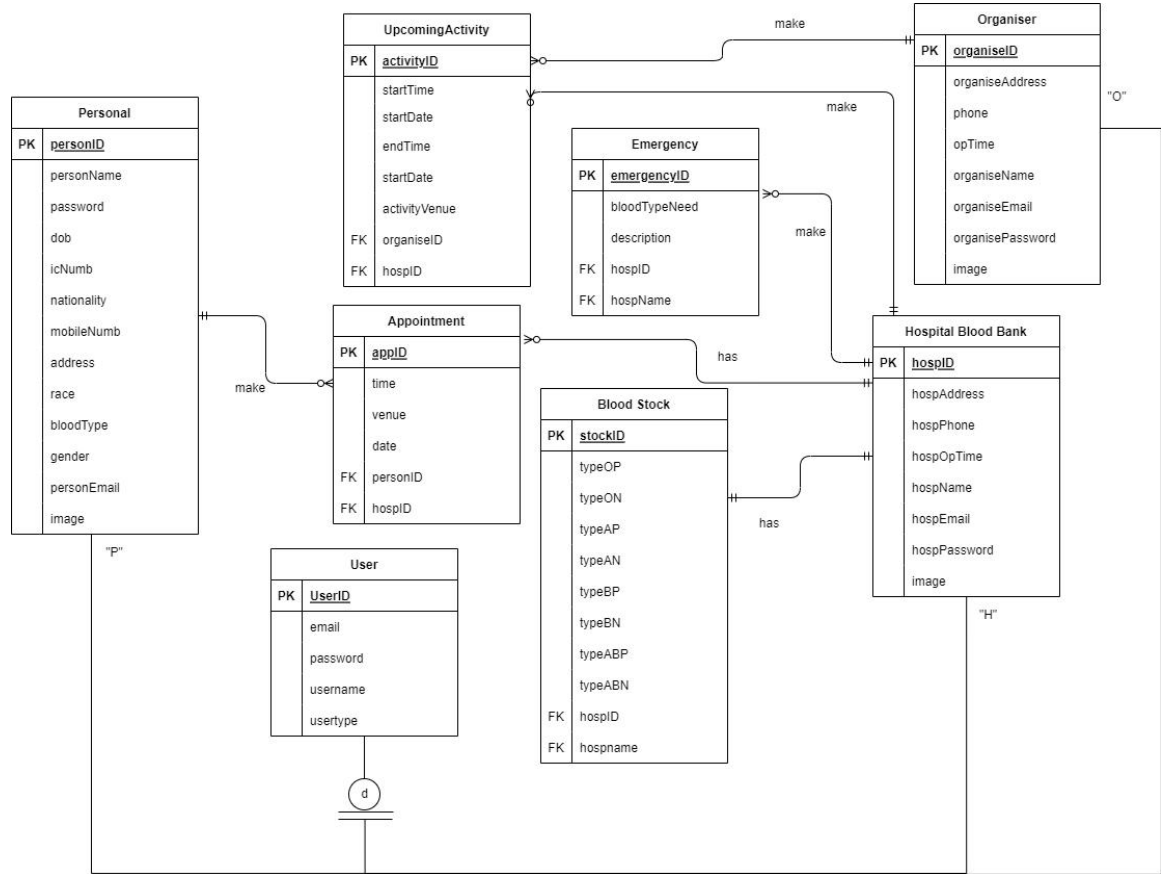 UpcomingActivity
PK activityID
startTime
startDate
endTime
startDate
activityVenue
FK organiseID
FK hospID
make
Organiser
PK organiseID
organiseAddress
phone
opTime
organiseName
organiseEmail
organisePassword
image
"O"
make
Personal
PK personID
personName
password
dob
icNumb
nationality
mobileNumb
address
race
bloodType
gender
personEmail
image
"P"
make
Emergency
PK emergencyID
bloodTypeNeed
description
FK hospID
FK hospName
make
Appointment
PK appID
time
venue
date
FK personID
FK hospID
has
Hospital Blood Bank
PK hospID
hospAddress
hospPhone
hospOpTime
hospName
hospEmail
hospPassword
image
"H"
Blood Stock
PK stockID
typeOP
typeON
typeAP
typeAN
typeBP
typeBN
typeABP
typeABN
FK hospID
FK hospname
has
User
PK UserID
email
password
username
usertype
d